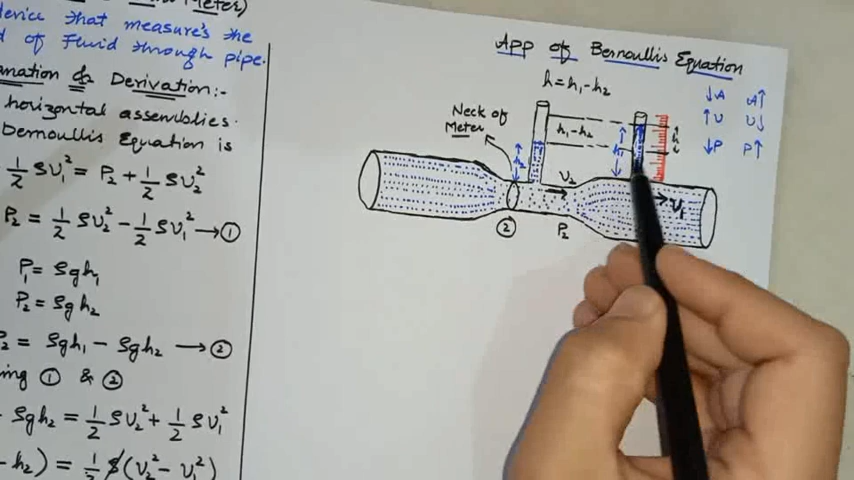 Meter)
device that measure's the
d of Fluid through pipe.
anation & Derivation:-
horizontal assemblies.
Bernoullis Equation is
1/2 ρv₁² = P₂ + 1/2 ρv₂²
P₂ = 1/2 ρv₂² - 1/2 ρv₁² → ①
P₁ = ρgh₁
P₂ = ρgh₂
P₂ = ρgh₁ - ρgh₂ → ②
ing ① & ②
- ρgh₂ = 1/2 ρv₂² + 1/2 ρv₁²
- h₂) = 1/2 ρ(v₂² - v₁²)
App of Bernoullis Equation
h = h₁ - h₂
↓A A↑
↑v v↓
↓P P↑
Neck of
Meter
h₁ - h₂
h
h₂
h₁
v₂
v₁
②
P₂